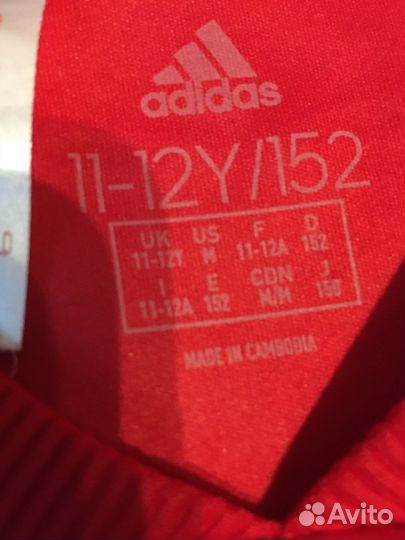 adidas
11-12Y/152
UK US F D
11-12Y M 11-12A 152
I E CDN J
11-12A 152 M/M 150
MADE IN CAMBODIA
Avito